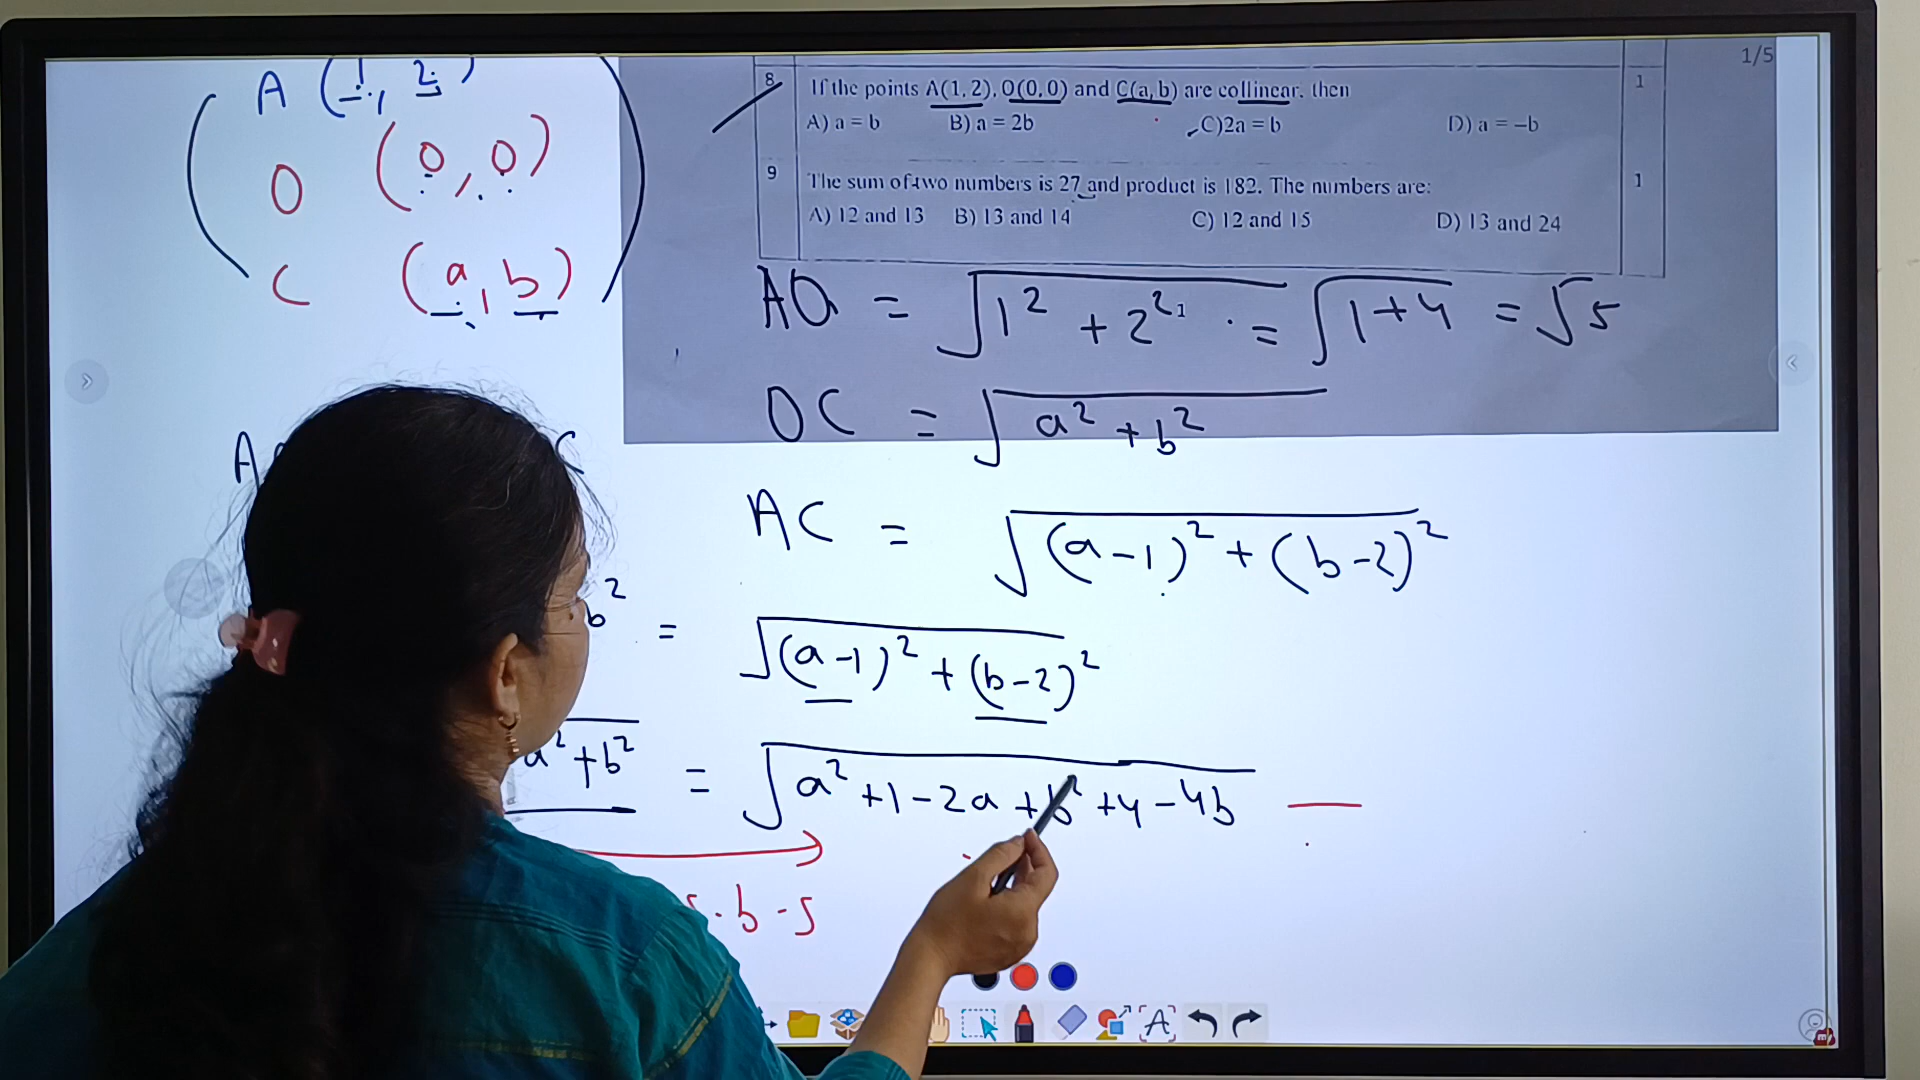 1/5
A (1, 2)
O (0, 0)
C (a, b)
8 If the points A(1, 2), O(0, 0) and C(a, b) are collinear, then 1
A) a = b B) a = 2b C) 2a = b D) a = –b
9 The sum of two numbers is 27 and product is 182. The numbers are: 1
A) 12 and 13 B) 13 and 14 C) 12 and 15 D) 13 and 24
AO = √1² + 2² = √1+4 = √5
OC = √a² + b²
AC = √(a-1)² + (b-2)²
b² = √(a-1)² + (b-2)²
a² + b² = √a² + 1 - 2a + b² + 4 - 4b
s.b-s